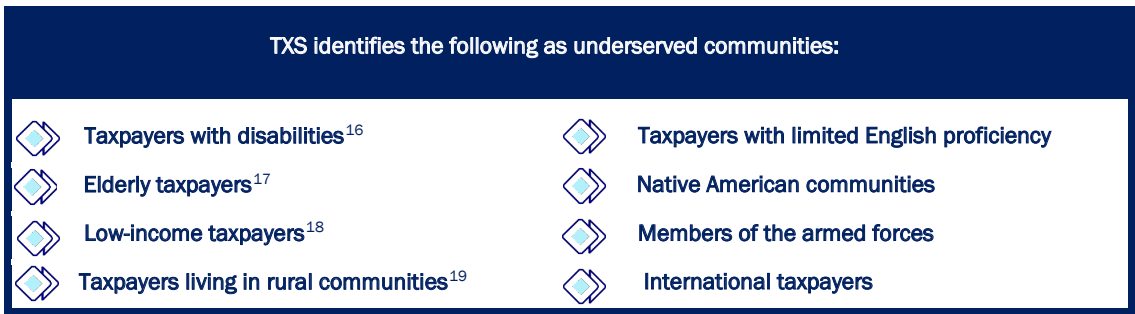 TXS identifies the following as underserved communities:
Taxpayers with disabilities16
Elderly taxpayers17
Low-income taxpayers18
Taxpayers living in rural communities19
Taxpayers with limited English proficiency
Native American communities
Members of the armed forces
International taxpayers